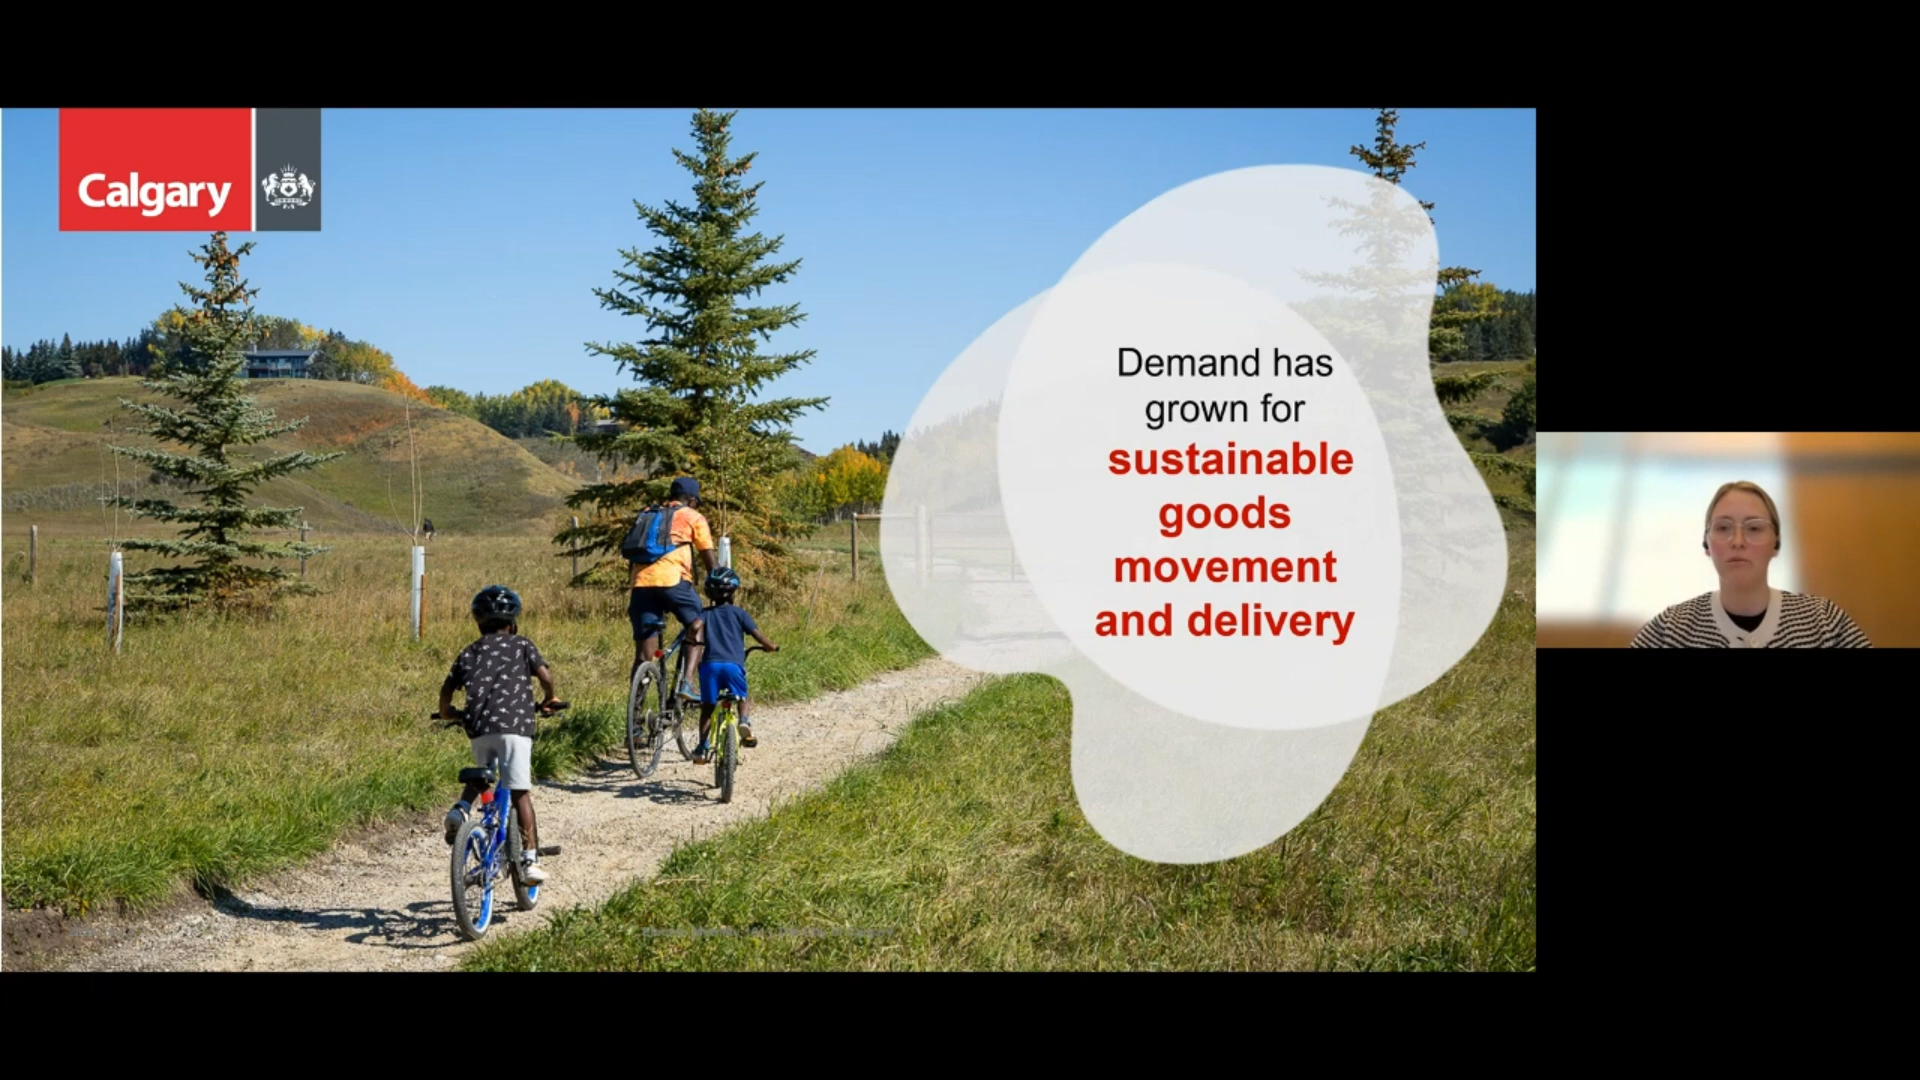 Calgary
Demand has
grown for
sustainable
goods
movement
and delivery